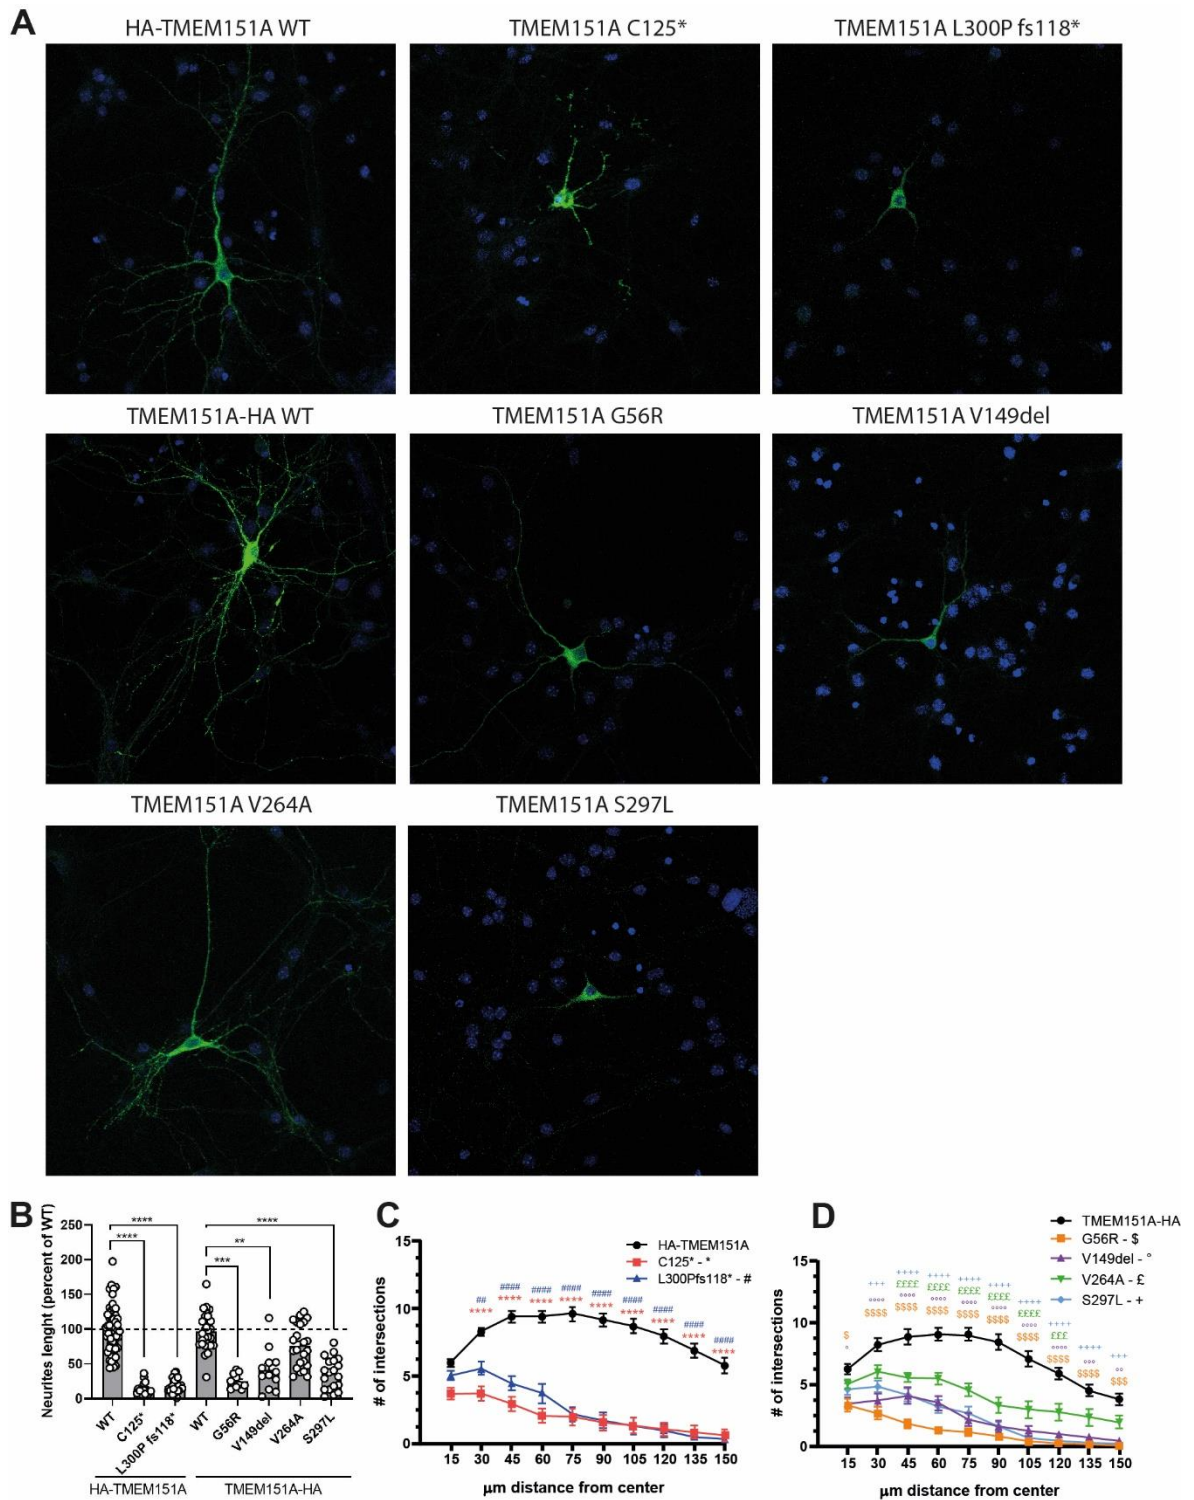 A
HA-TMEM151A WT
TMEM151A C125*
TMEM151A L300P fs118*
TMEM151A-HA WT
TMEM151A G56R
TMEM151A V149del
TMEM151A V264A
TMEM151A S297L
B
Neurites lenght (percent of WT)
250
200
150
100
50
0
****
****
****
**
***
WT
C125*
L300P fs118*
WT
G56R
V149del
V264A
S297L
HA-TMEM151A
TMEM151A-HA
C
# of intersections
15
10
5
0
HA-TMEM151A
C125* - *
L300Pfs118* - #
## #### #### #### #### #### #### #### ####
**** **** **** **** **** **** **** **** ****
15 30 45 60 75 90 105 120 135 150
μm distance from center
D
# of intersections
15
10
5
0
TMEM151A-HA
G56R - $
V149del - °
V264A - £
S297L - +
+++ ++++ ++++ ++++ ++++ ++++ ++++ ++++ +++
££££ ££££ ££££ ££££ ££££ £££
°°°° °°°° °°°° °°°° °°°° °°°° °°°° °°° °°
$ $$$$ $$$$ $$$$ $$$$ $$$$ $$$$ $$$$ $$$$ $$$
15 30 45 60 75 90 105 120 135 150
μm distance from center